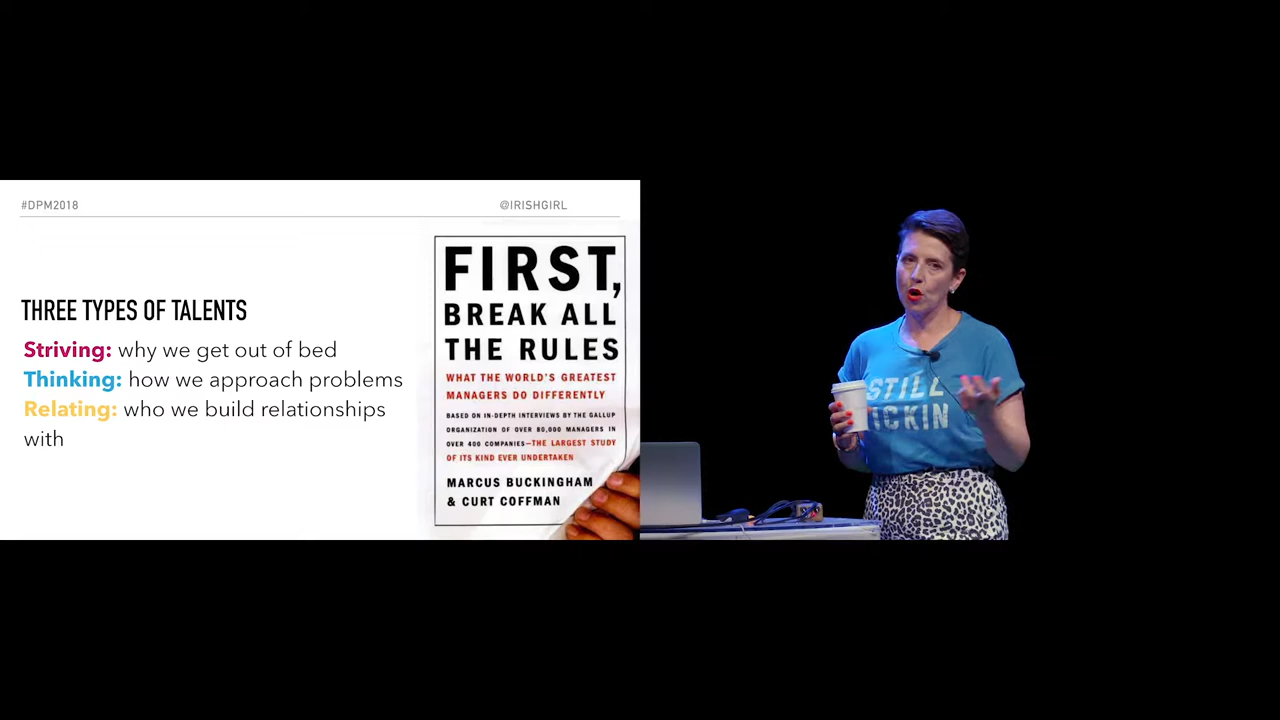 #DPM2018
@IRISHGIRL
THREE TYPES OF TALENTS
Striving: why we get out of bed
Thinking: how we approach problems
Relating: who we build relationships
with
FIRST,
BREAK ALL
THE RULES
WHAT THE WORLD'S GREATEST
MANAGERS DO DIFFERENTLY
BASED ON IN-DEPTH INTERVIEWS BY THE GALLUP
ORGANIZATION OF OVER 80,000 MANAGERS IN
OVER 400 COMPANIES—THE LARGEST STUDY
OF ITS KIND EVER UNDERTAKEN
MARCUS BUCKINGHAM
& CURT COFFMAN
STILL
ICKIN